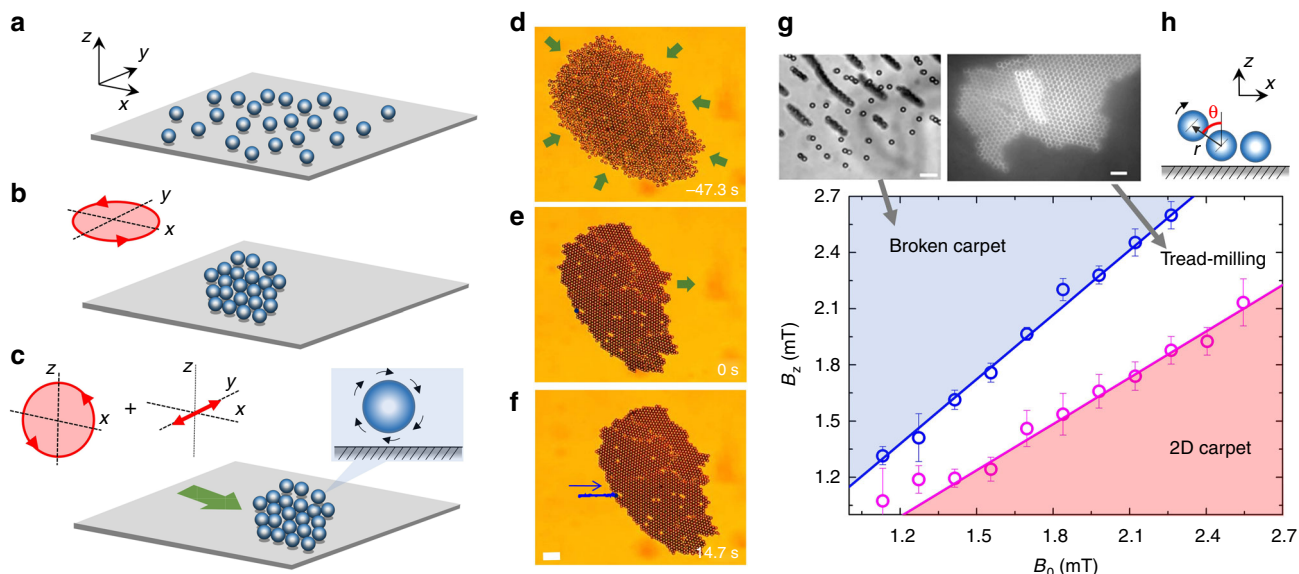 a
z
y
x
b
y
x
c
z
x
+
z
y
x
d
–47.3 s
e
0 s
f
14.7 s
g
h
z
x
θ
r
2.7
2.4
2.1
1.8
1.5
1.2
Bz (mT)
Broken carpet
Tread-milling
2D carpet
1.2 1.5 1.8 2.1 2.4 2.7
B0 (mT)